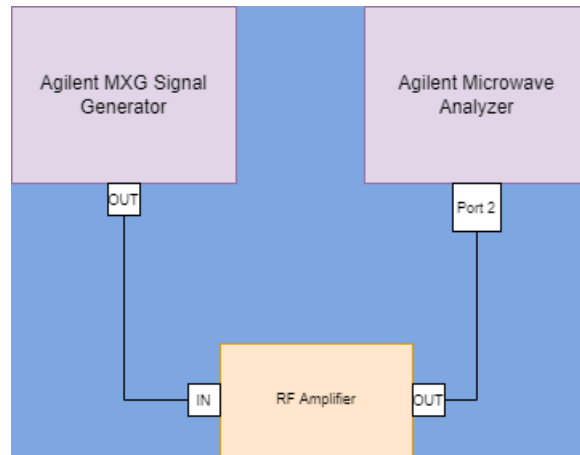 Agilent MXG Signal
Generator
Agilent Microwave
Analyzer
OUT
Port 2
IN
RF Amplifier
OUT